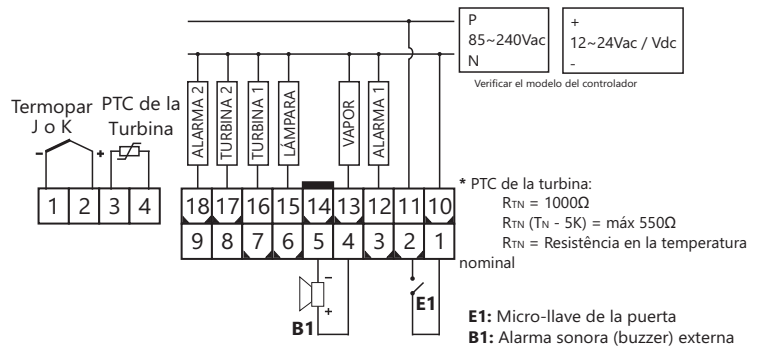 P
85~240Vac
N
+
12~24Vac / Vdc
-
Verificar el modelo del controlador
Termopar
J o K
- +
PTC de la
Turbina
ALARMA 2
TURBINA 2
TURBINA 1
LÁMPARA
VAPOR
ALARMA 1
1 2 3 4
18 17 16 15 14 13 12 11 10
9 8 7 6 5 4 3 2 1
* PTC de la turbina:
RTN = 1000Ω
RTN (TN - 5K) = máx 550Ω
RTN = Resistência en la temperatura
nominal
-
+
B1
E1
E1: Micro-llave de la puerta
B1: Alarma sonora (buzzer) externa